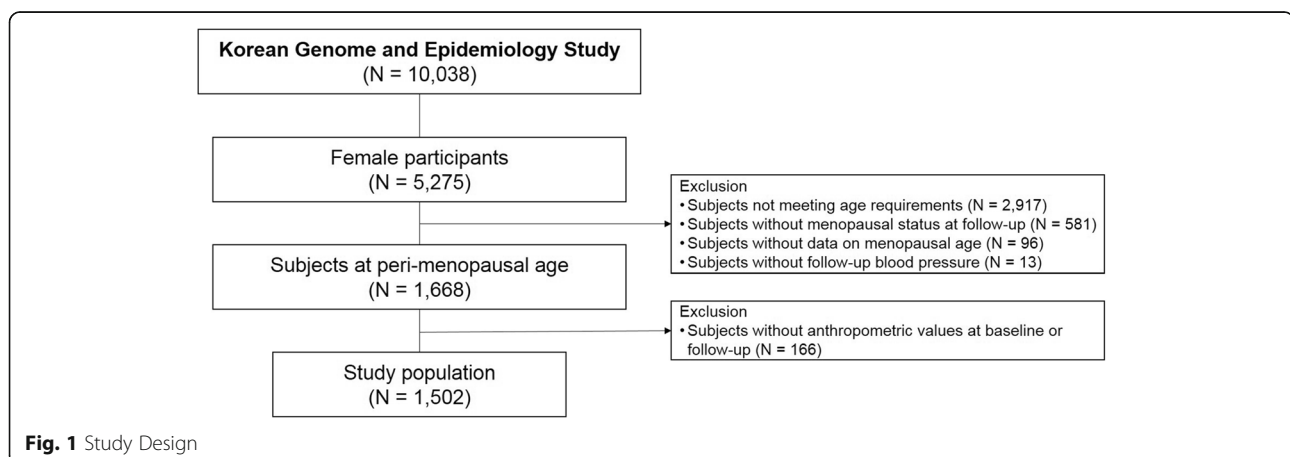 Korean Genome and Epidemiology Study
(N = 10,038)
Female participants
(N = 5,275)
Exclusion
•Subjects not meeting age requirements (N = 2,917)
•Subjects without menopausal status at follow-up (N = 581)
•Subjects without data on menopausal age (N = 96)
•Subjects without follow-up blood pressure (N = 13)
Subjects at peri-menopausal age
(N = 1,668)
Exclusion
•Subjects without anthropometric values at baseline or
follow-up (N = 166)
Study population
(N = 1,502)
Fig. 1 Study Design